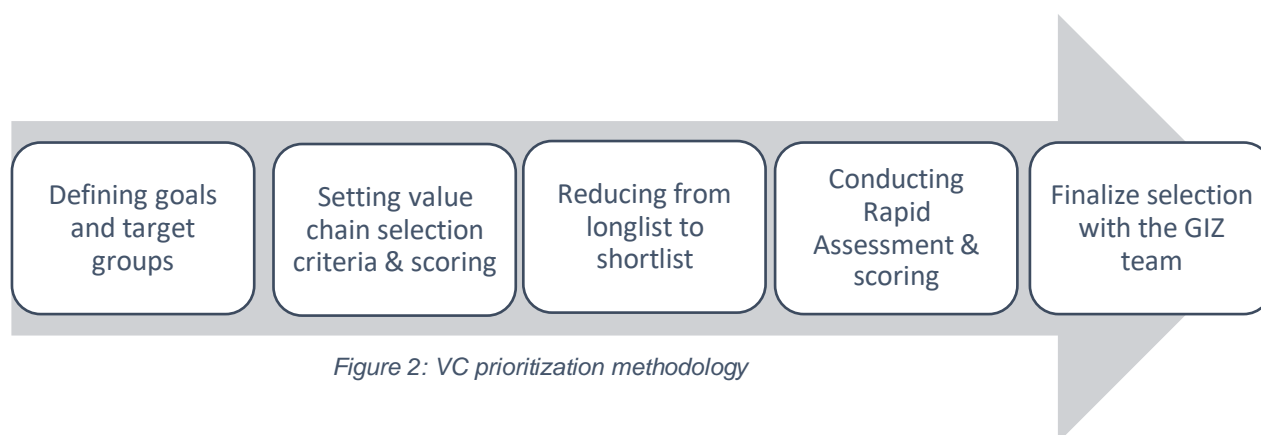 Defining goals
and target
groups
Setting value
chain selection
criteria & scoring
Reducing from
longlist to
shortlist
Conducting
Rapid
Assessment &
scoring
Finalize selection
with the GIZ
team
Figure 2: VC prioritization methodology